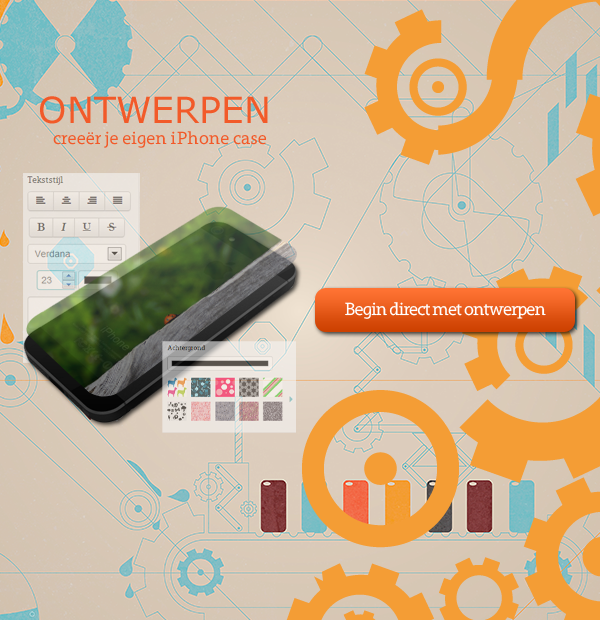 ONTWERPEN
creeër je eigen iPhone case
Tekststijl
B I U S
Verdana
23
Begin direct met ontwerpen
Achtergrond